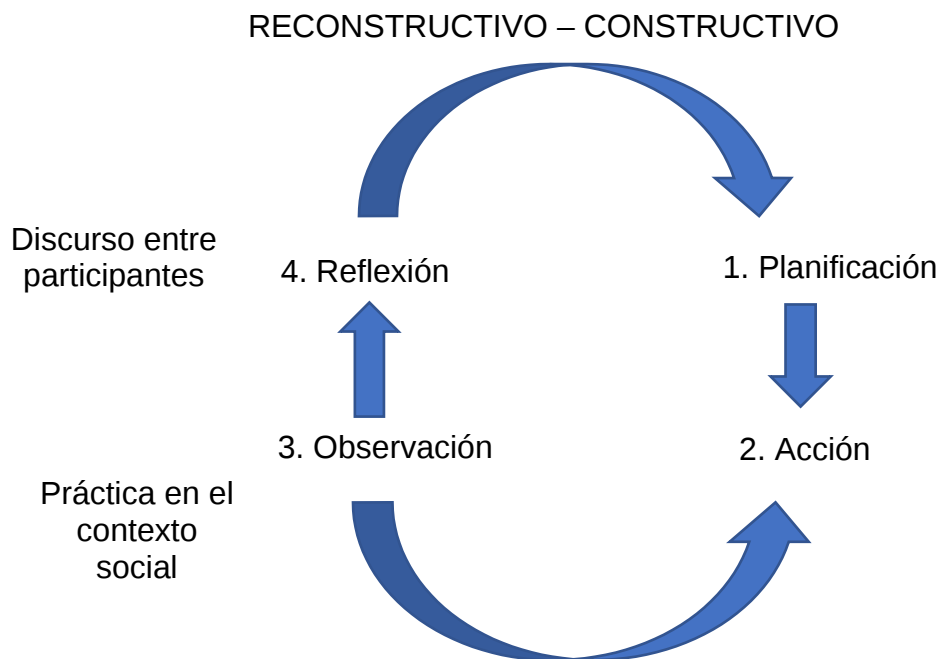 RECONSTRUCTIVO – CONSTRUCTIVO
Discurso entre
participantes
4. Reflexión
1. Planificación
3. Observación
2. Acción
Práctica en el
contexto
social